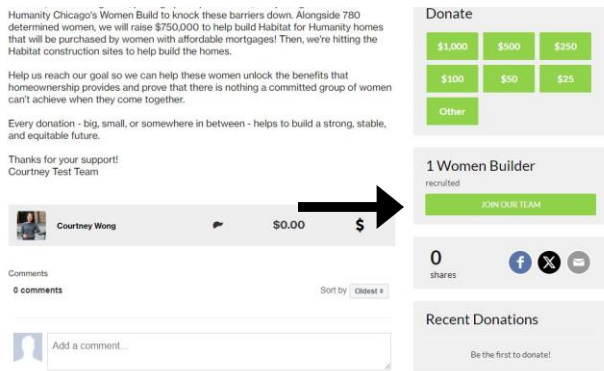 Humanity Chicago's Women Build to knock these barriers down. Alongside 780
determined women, we will raise $750,000 to help build Habitat for Humanity homes
that will be purchased by women with affordable mortgages! Then, we're hitting the
Habitat construction sites to help build the homes.
Help us reach our goal so we can help these women unlock the benefits that
homeownership provides and prove that there is nothing a committed group of women
can't achieve when they come together.
Every donation - big, small, or somewhere in between - helps to build a strong, stable,
and equitable future.
Thanks for your support!
Courtney Test Team
Courtney Wong $0.00 $
Comments
0 comments Sort by Oldest
Add a comment...
Donate
$1,000 $500 $250
$100 $50 $25
Other
1 Women Builder
recruited
JOIN OUR TEAM
0
shares
Recent Donations
Be the first to donate!